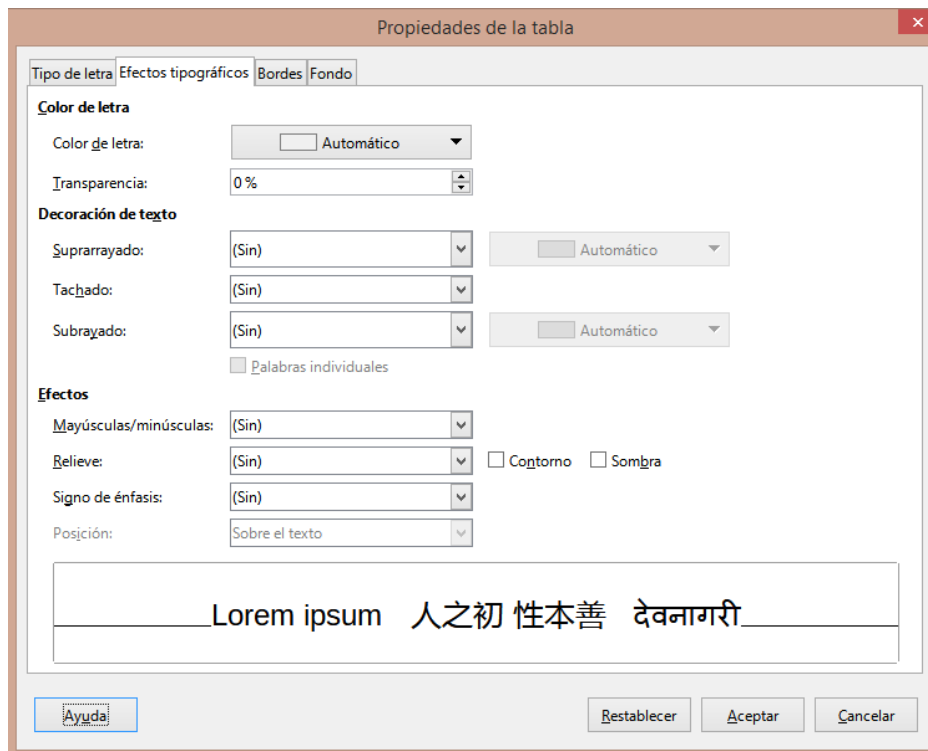 Propiedades de la tabla
Tipo de letra Efectos tipográficos Bordes Fondo
Color de letra
Color de letra: Automático
Transparencia: 0 %
Decoración de texto
Suprarrayado: (Sin) Automático
Tachado: (Sin)
Subrayado: (Sin) Automático
Palabras individuales
Efectos
Mayúsculas/minúsculas: (Sin)
Relieve: (Sin) Contorno Sombra
Signo de énfasis: (Sin)
Posición: Sobre el texto
Lorem ipsum 人之初 性本善 देवनागरी
Ayuda Restablecer Aceptar Cancelar